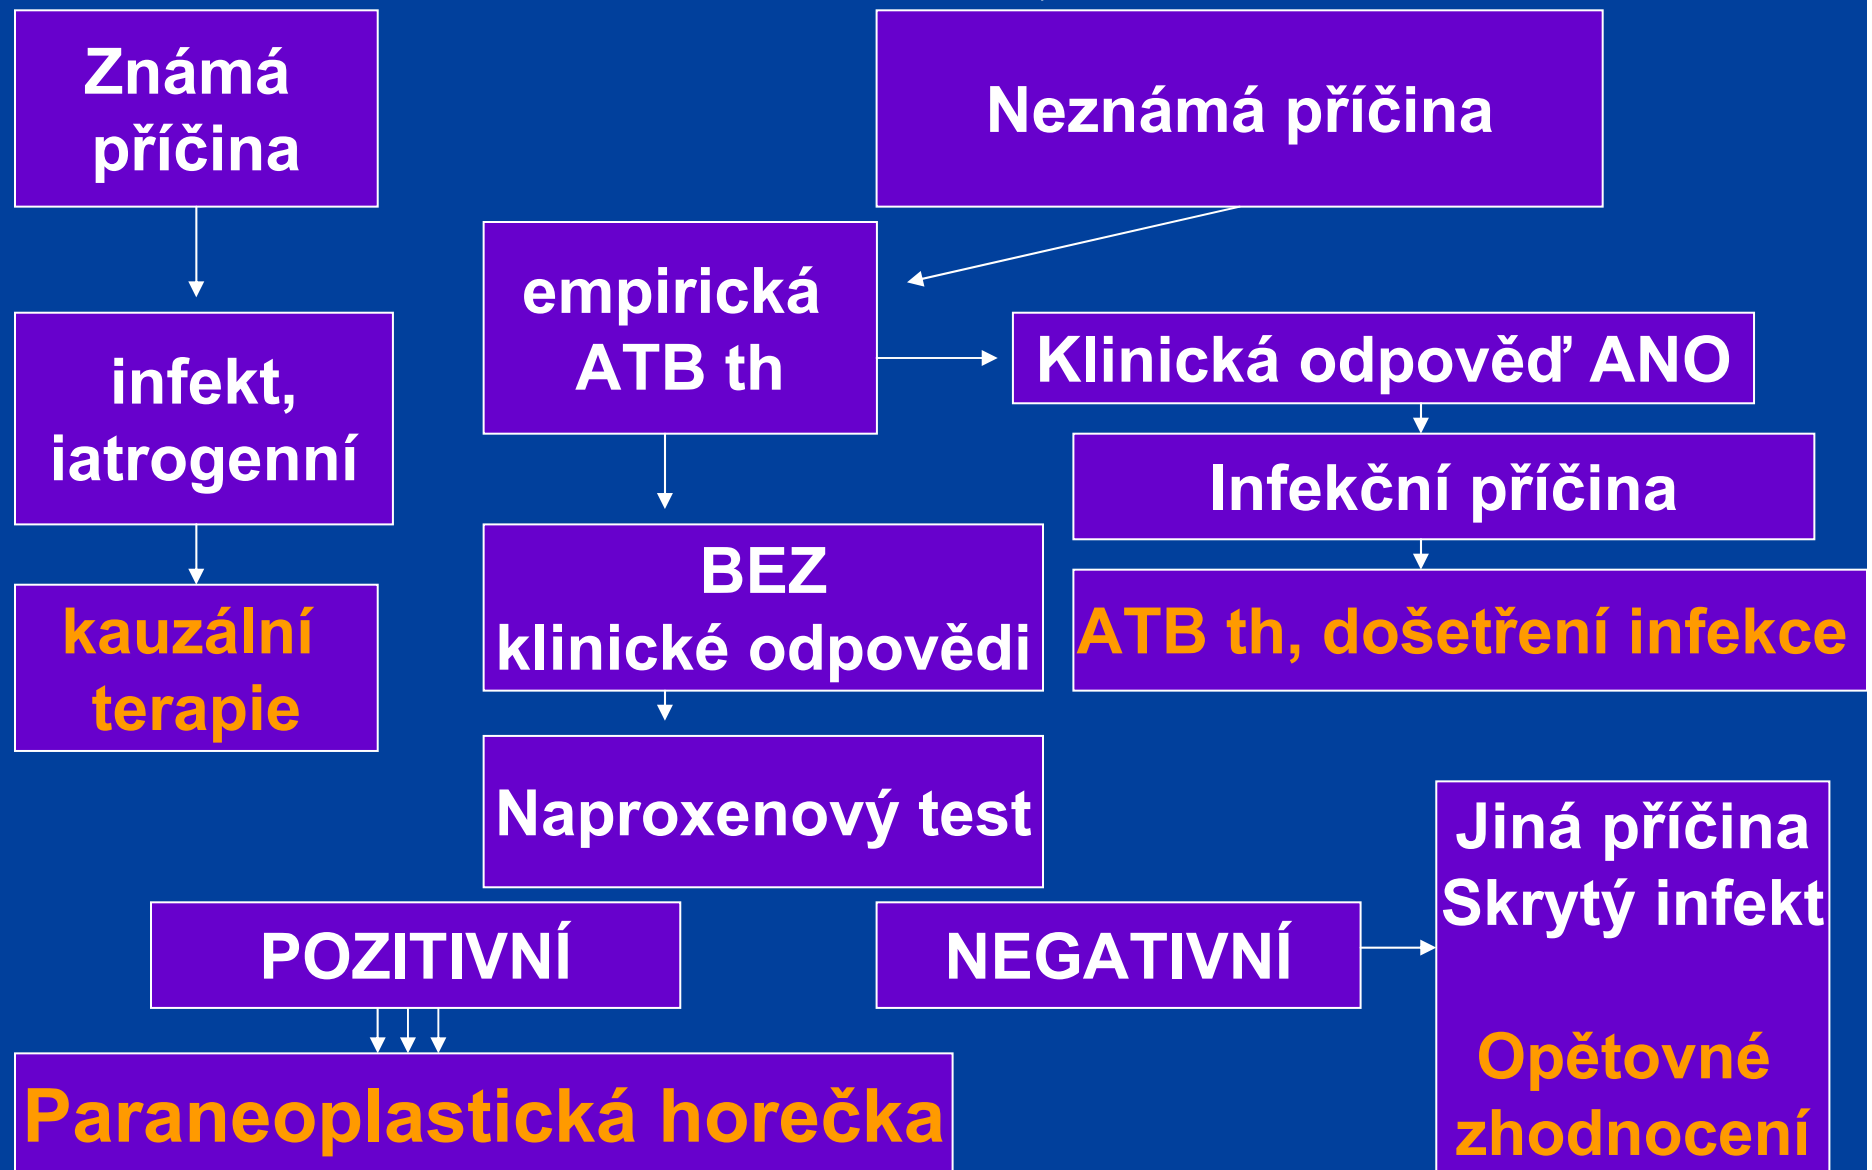 Známá
příčina
Neznámá příčina
empirická
ATB th
infekt,
iatrogenní
Klinická odpověď ANO
Infekční příčina
BEZ
klinické odpovědi
kauzální
terapie
ATB th, došetření infekce
Naproxenový test
Jiná příčina
Skrytý infekt
POZITIVNÍ
NEGATIVNÍ
Opětovné
zhodnocení
Paraneoplastická horečka